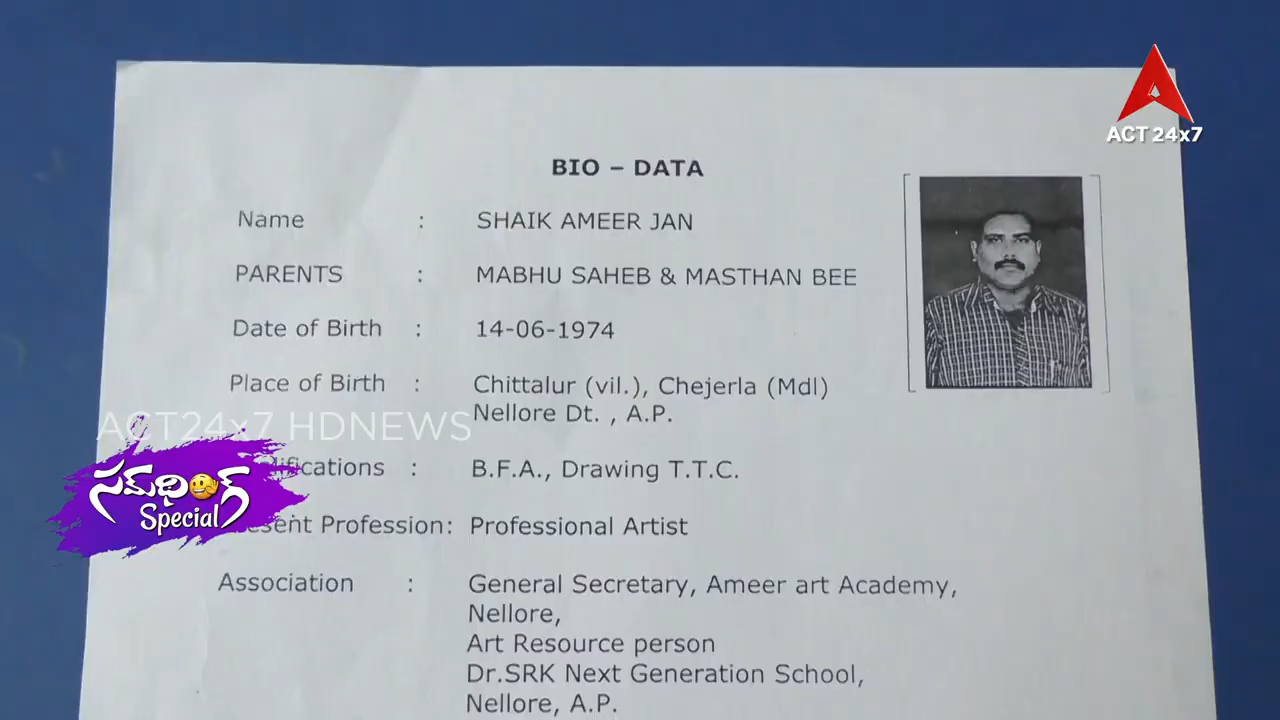 ACT 24x7
BIO – DATA
Name : SHAIK AMEER JAN
PARENTS : MABHU SAHEB & MASTHAN BEE
Date of Birth : 14-06-1974
Place of Birth : Chittalur (vil.), Chejerla (Mdl)
Nellore Dt. , A.P.
ACT24x7 HDNEWS
: B.F.A., Drawing T.T.C.
సమ్‌థింగ్
Special
Profession: Professional Artist
Association : General Secretary, Ameer art Academy,
Nellore,
Art Resource person
Dr.SRK Next Generation School,
Nellore, A.P.